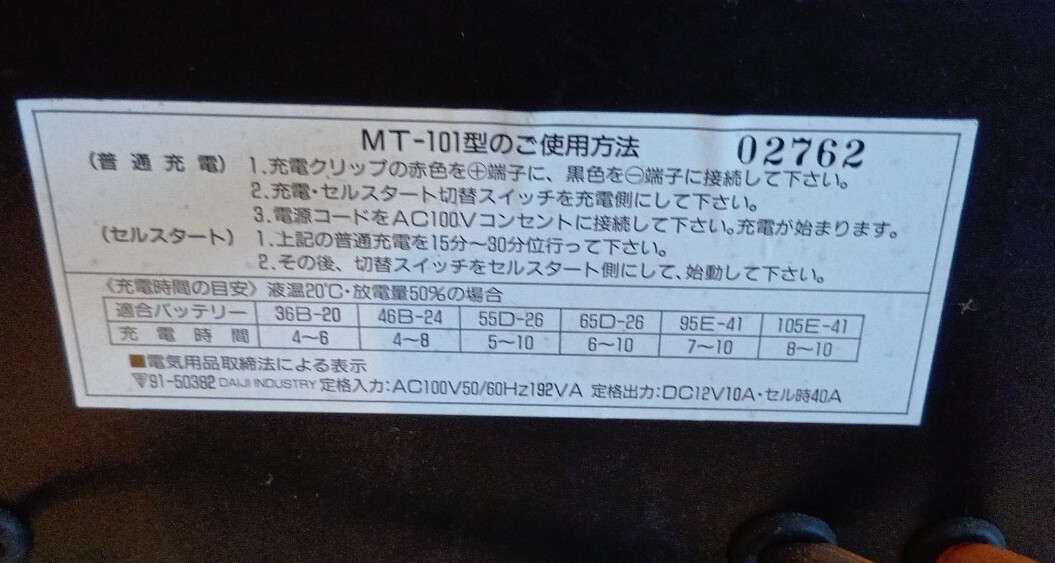 MT-101型のご使用方法 02762
(普通充電) 1.充電クリップの赤色を⊕端子に、黒色を⊖端子に接続して下さい。
2.充電・セルスタート切替スイッチを充電側にして下さい。
3.電源コードをAC100Vコンセントに接続して下さい。充電が始まります。
(セルスタート) 1.上記の普通充電を15分〜30分位行って下さい。
2.その後、切替スイッチをセルスタート側にして、始動して下さい。
《充電時間の目安》 液温20℃・放電量50%の場合
適合バッテリー 36B-20 46B-24 55D-26 65D-26 95E-41 105E-41
充電時間 4〜6 4〜8 5〜10 6〜10 7〜10 8〜10
■電気用品取締法による表示
91-50382 DAIJI INDUSTRY 定格入力:AC100V50/60Hz192VA 定格出力:DC12V10A・セル時40A